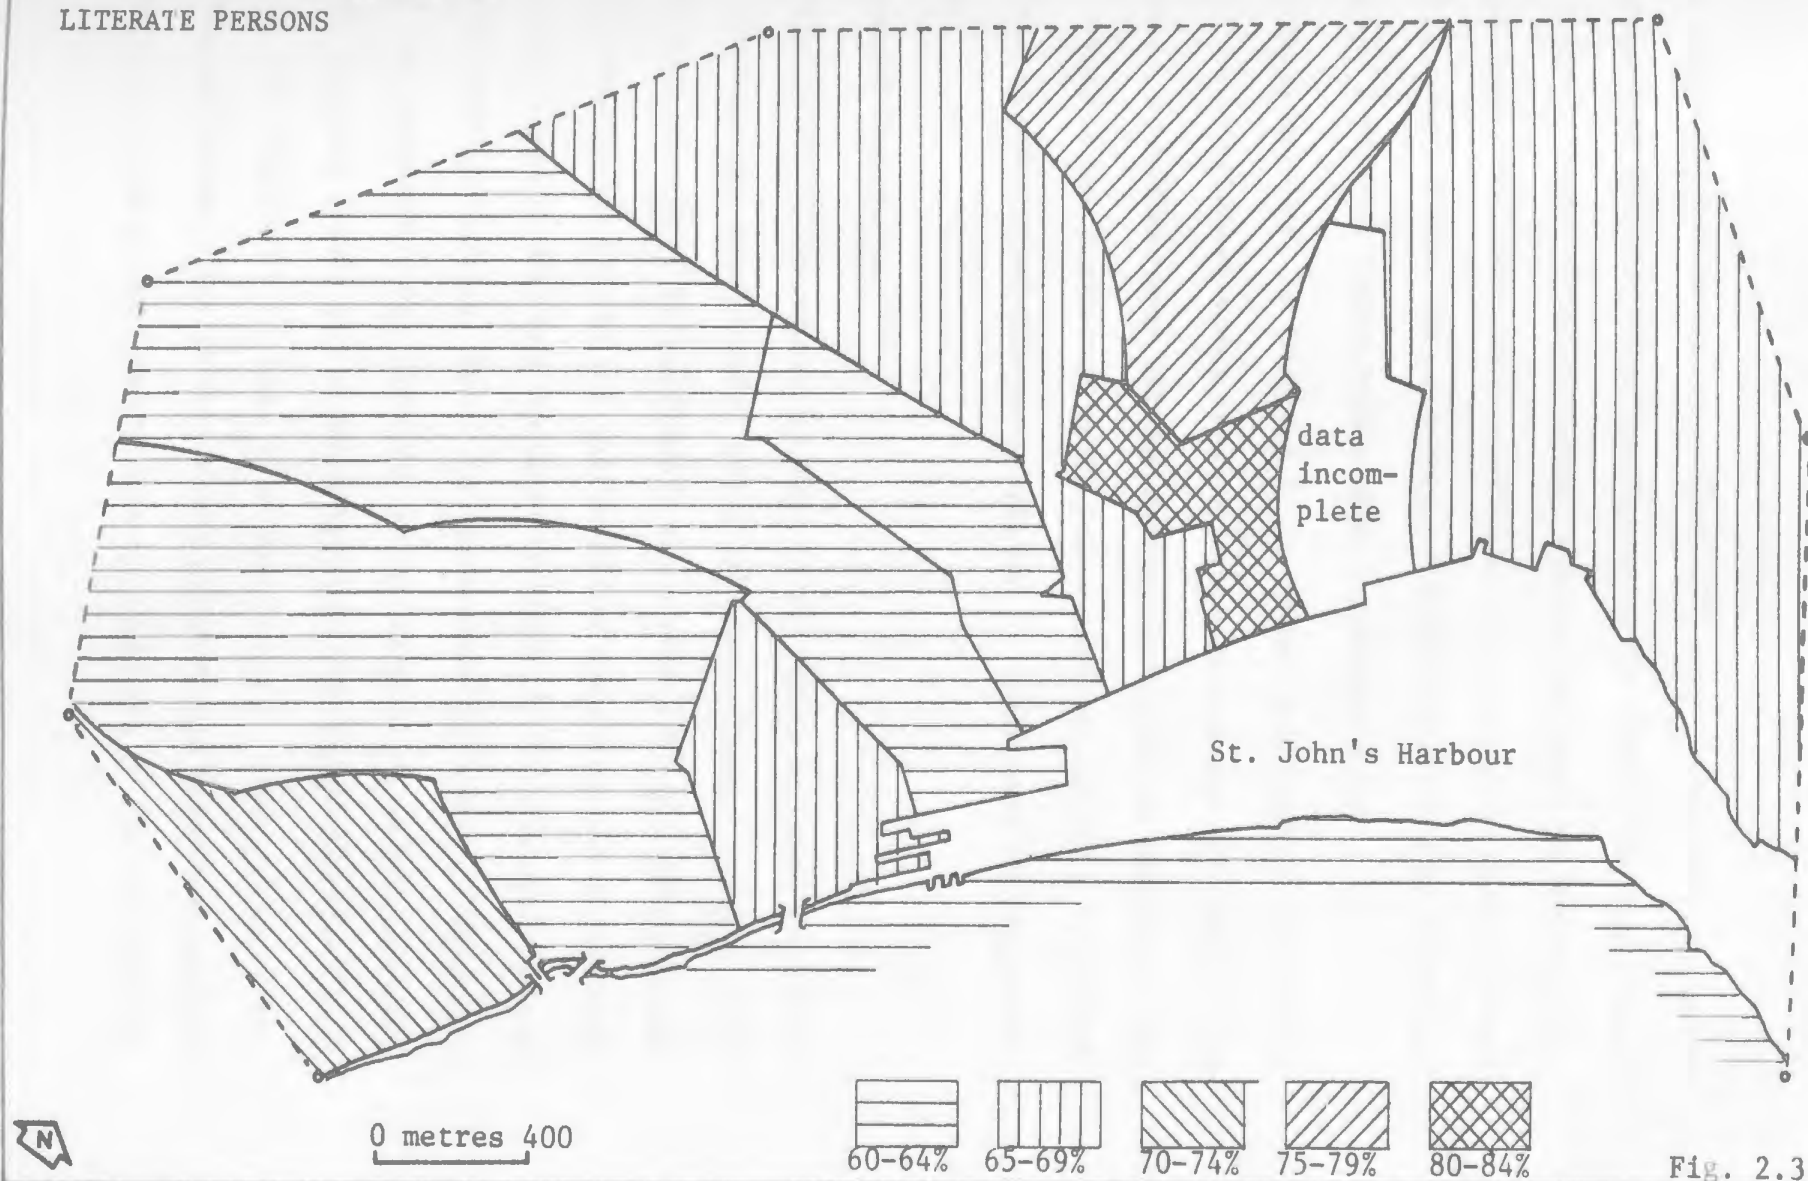 LITERATE PERSONS
data
incom-
plete
St. John's Harbour
N
0 metres 400
60-64% 65-69% 70-74% 75-79% 80-84%
Fig. 2.3